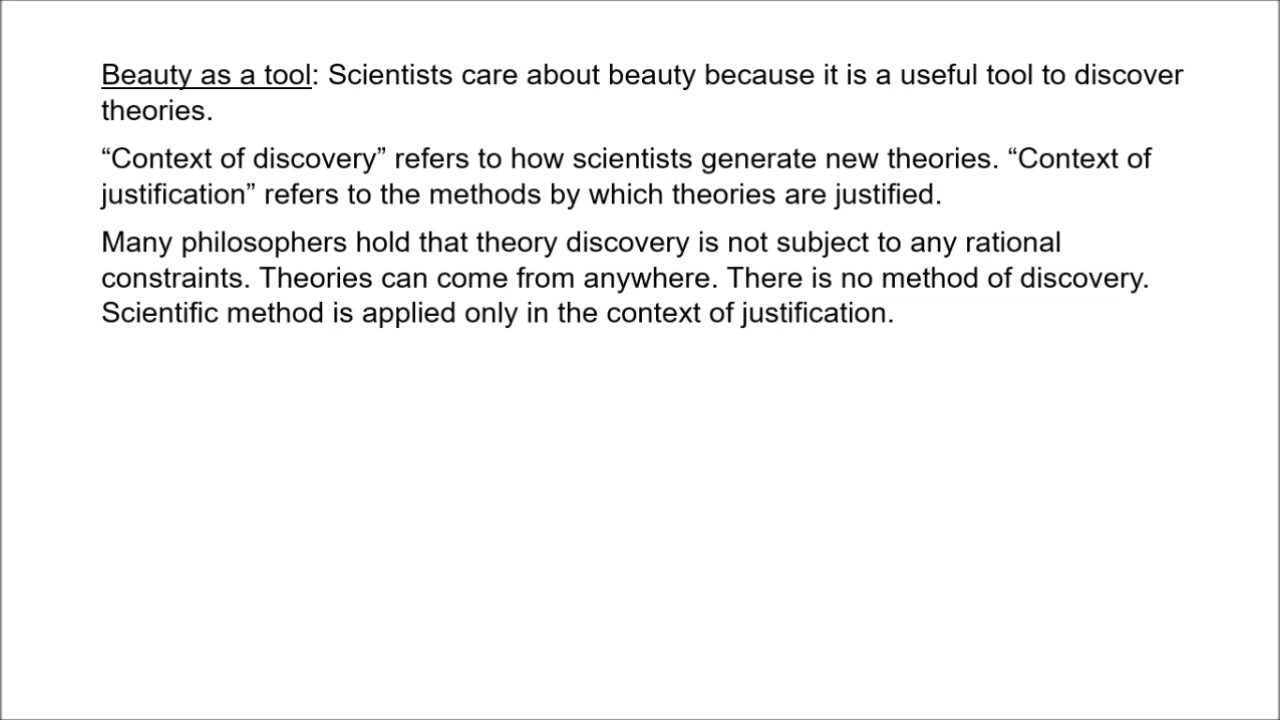 Beauty as a tool: Scientists care about beauty because it is a useful tool to discover
theories.
“Context of discovery” refers to how scientists generate new theories. “Context of
justification” refers to the methods by which theories are justified.
Many philosophers hold that theory discovery is not subject to any rational
constraints. Theories can come from anywhere. There is no method of discovery.
Scientific method is applied only in the context of justification.